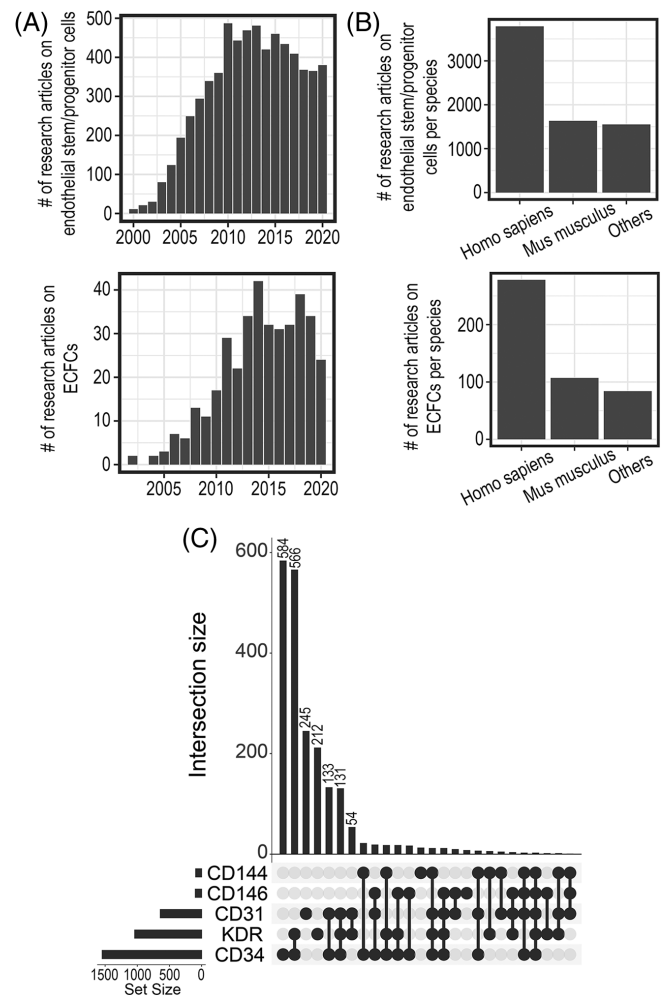 (A)
# of research articles on
endothelial stem/progenitor cells
500
400
300
200
100
0
2000 2005 2010 2015 2020
(B)
# of research articles on
endothelial stem/progenitor
cells per species
3000
2000
1000
0
Homo sapiens
Mus musculus
Others
# of research articles on
ECFCs
40
30
20
10
0
2005 2010 2015 2020
# of research articles on
ECFCs per species
200
100
0
Homo sapiens
Mus musculus
Others
(C)
Intersection size
600
400
200
0
584
566
245
212
133
131
54
CD144
CD146
CD31
KDR
CD34
1500 1000 500 0
Set Size